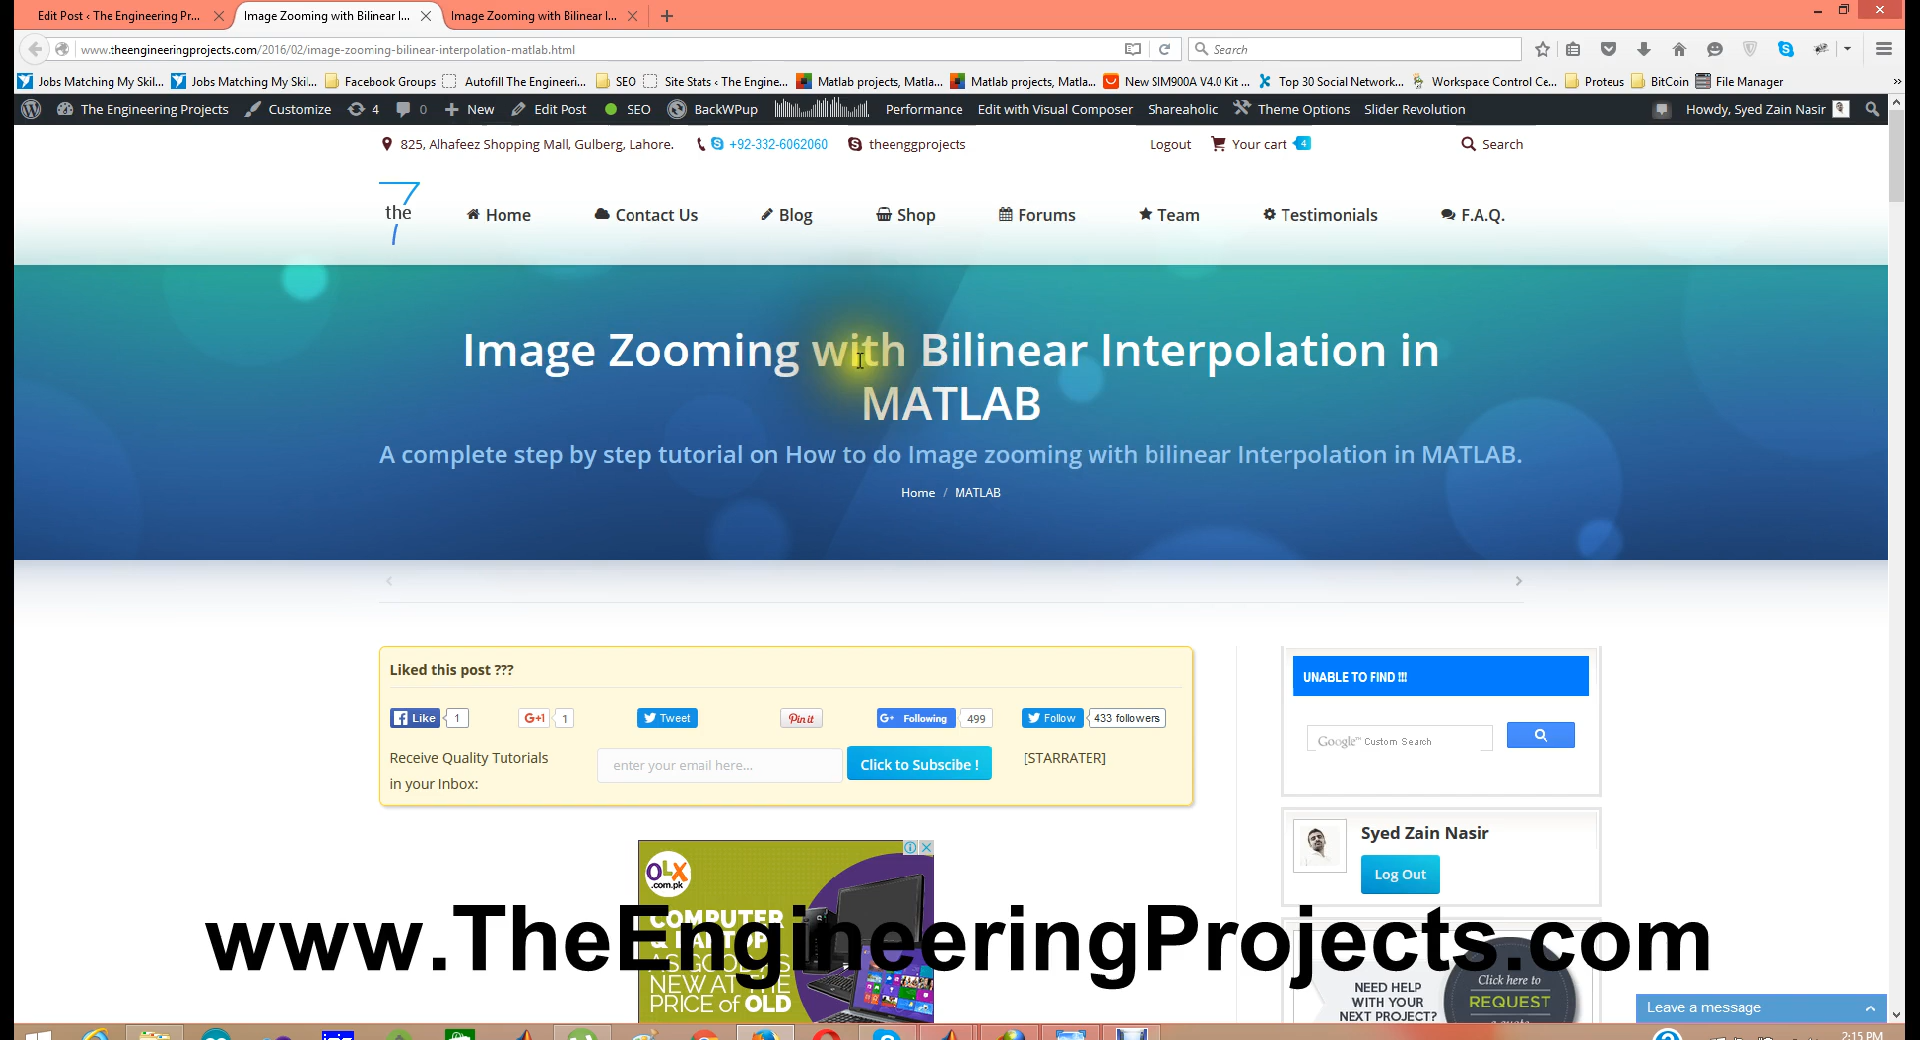 Edit Post ‹ The Engineering Pr...
Image Zooming with Bilinear I...
Image Zooming with Bilinear I...
www.theengineeringprojects.com/2016/02/image-zooming-bilinear-interpolation-matlab.html
Search
Jobs Matching My Skil... Jobs Matching My Skil... Facebook Groups Autofill The Engineeri... SEO Site Stats ‹ The Engine... Matlab projects, Matla... Matlab projects, Matla... New SIM900A V4.0 Kit ... Top 30 Social Network... Workspace Control Ce... Proteus BitCoin File Manager
The Engineering Projects Customize 4 0 New Edit Post SEO BackWPup Performance Edit with Visual Composer Shareaholic Theme Options Slider Revolution Howdy, Syed Zain Nasir
825, Alhafeez Shopping Mall, Gulberg, Lahore. +92-332-6062060 theenggprojects Logout Your cart 4 Search
the 7
Home Contact Us Blog Shop Forums Team Testimonials F.A.Q.
Image Zooming with Bilinear Interpolation in
MATLAB
A complete step by step tutorial on How to do Image zooming with bilinear Interpolation in MATLAB.
Home / MATLAB
Liked this post ???
Like 1 G+1 1 Tweet Pin it G+ Following 499 Follow 433 followers
Receive Quality Tutorials
in your Inbox:
enter your email here...
Click to Subscibe !
[STARRATER]
UNABLE TO FIND !!!
Google™ Custom Search
Syed Zain Nasir
Log Out
OLX
.com.pk
COMPUTER
& LAPTOP
AS GOOD AS
NEW AT THE
PRICE of OLD
www.TheEngineeringProjects.com
NEED HELP
WITH YOUR
NEXT PROJECT?
Click here to
REQUEST
a quote
Leave a message
2:15 PM